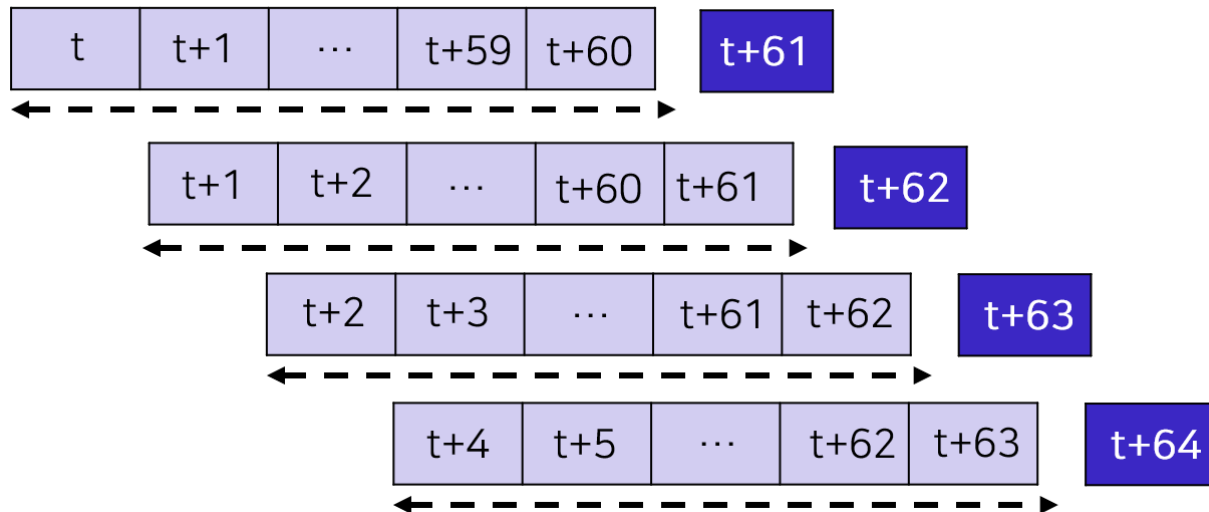 t t+1 ... t+59 t+60 t+61
t+1 t+2 ... t+60 t+61 t+62
t+2 t+3 ... t+61 t+62 t+63
t+4 t+5 ... t+62 t+63 t+64